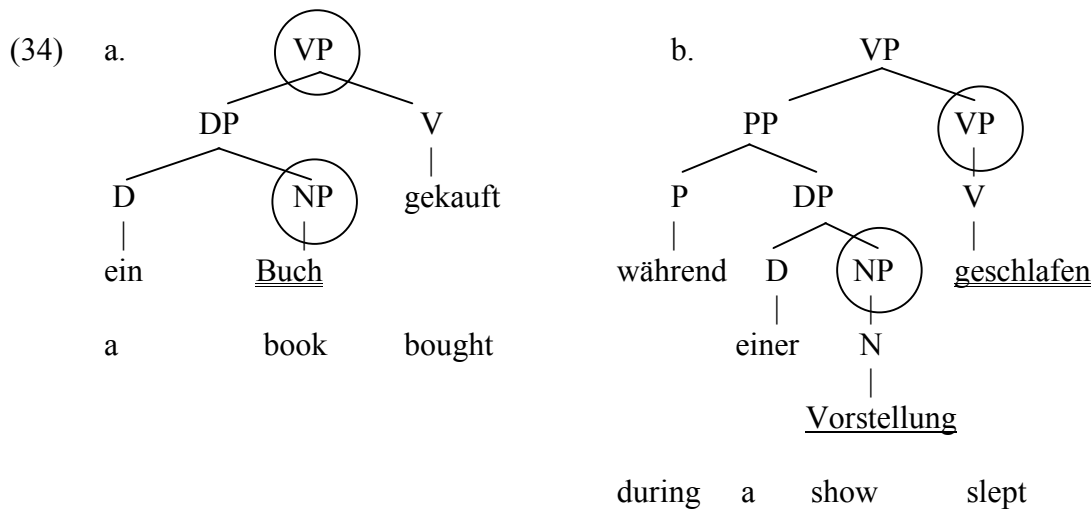 (34) a. VP b. VP
DP V PP VP
D NP gekauft P DP V
ein Buch während D NP geschlafen
a book bought einer N
Vorstellung
during a show slept